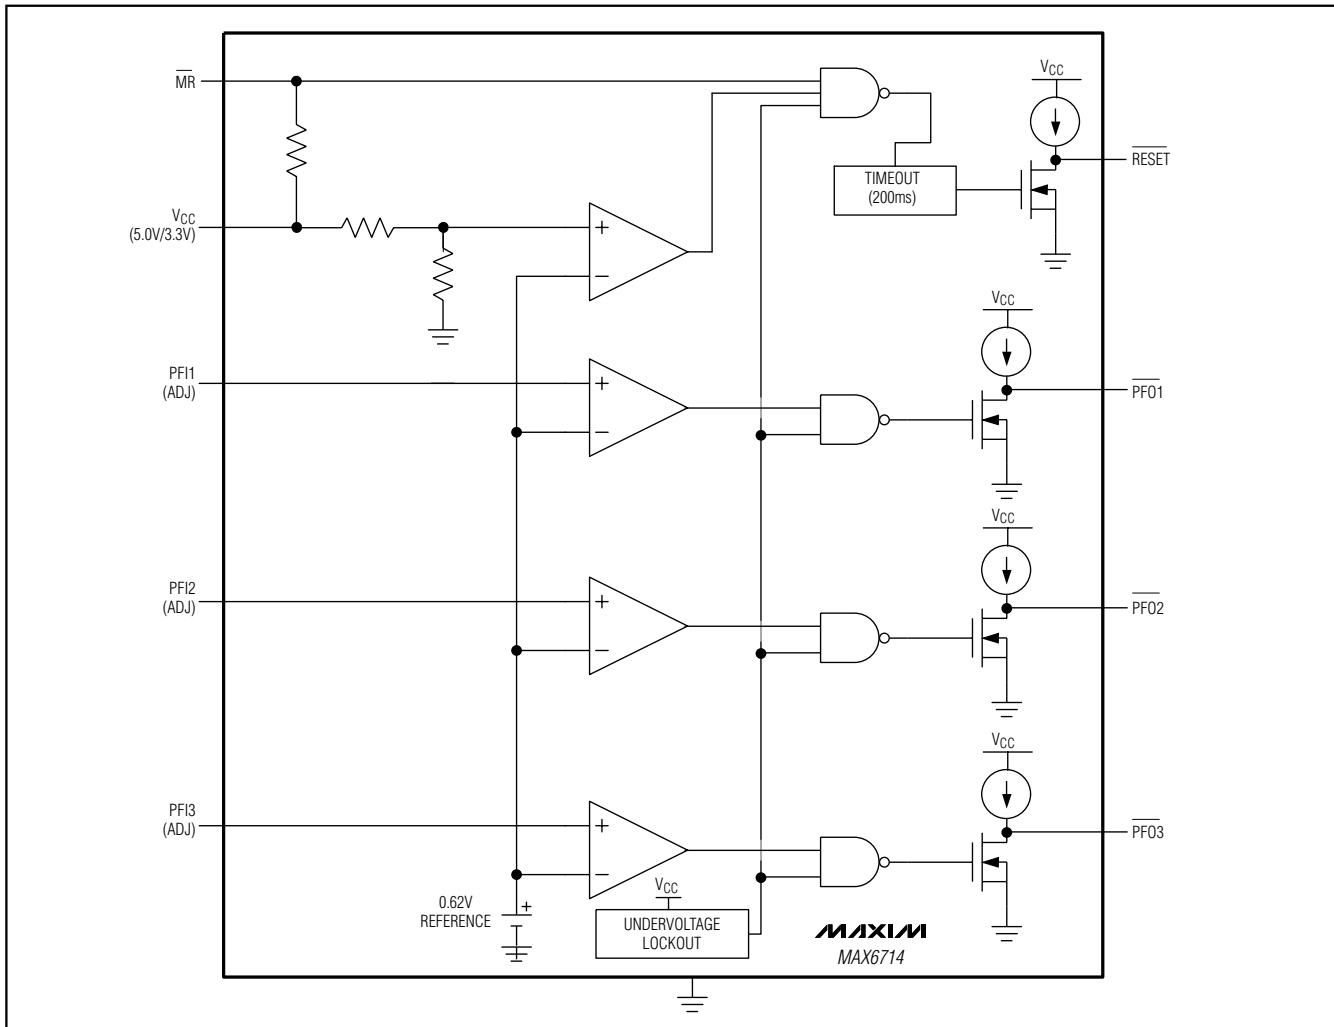 MR
VCC
(5.0V/3.3V)
VCC
RESET
TIMEOUT
(200ms)
+
−
PFI1
(ADJ)
+
−
VCC
PFO1
PFI2
(ADJ)
+
−
VCC
PFO2
PFI3
(ADJ)
+
−
VCC
PFO3
0.62V
REFERENCE
+
VCC
UNDERVOLTAGE
LOCKOUT
MAXIM
MAX6714